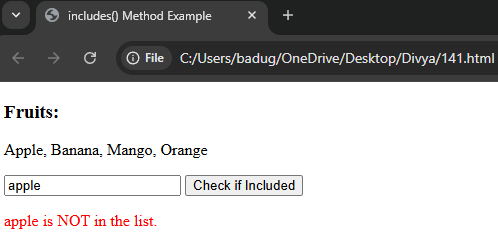 includes() Method Example
File
C:/Users/badug/OneDrive/Desktop/Divya/141.html
Fruits:
Apple, Banana, Mango, Orange
apple
Check if Included
apple is NOT in the list.